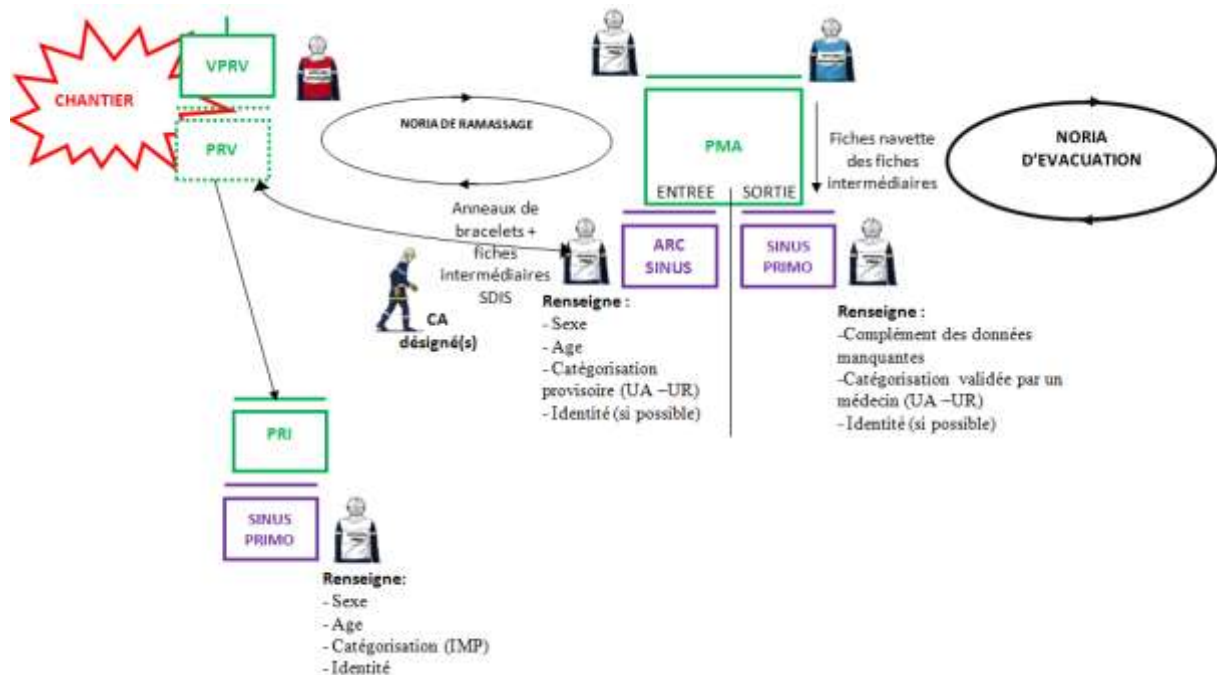 VPRV
CHANTIER
PRV
NORIA DE RAMASSAGE
PMA
ENTREE
SORTIE
Fiches navette
des fiches
intermédiaires
NORIA
D'EVACUATION
Anneaux de
bracelets +
fiches
intermédiaires
SDIS
CA
désigné(s)
ARC
SINUS
SINUS
PRIMO
Renseigne :
- Sexe
- Age
- Catégorisation
provisoire (UA –UR)
- Identité (si possible)
Renseigne :
-Complément des données
manquantes
-Catégorisation validée par un
médecin (UA –UR)
- Identité (si possible)
PRI
SINUS
PRIMO
Renseigne:
- Sexe
- Age
- Catégorisation (IMP)
- Identité